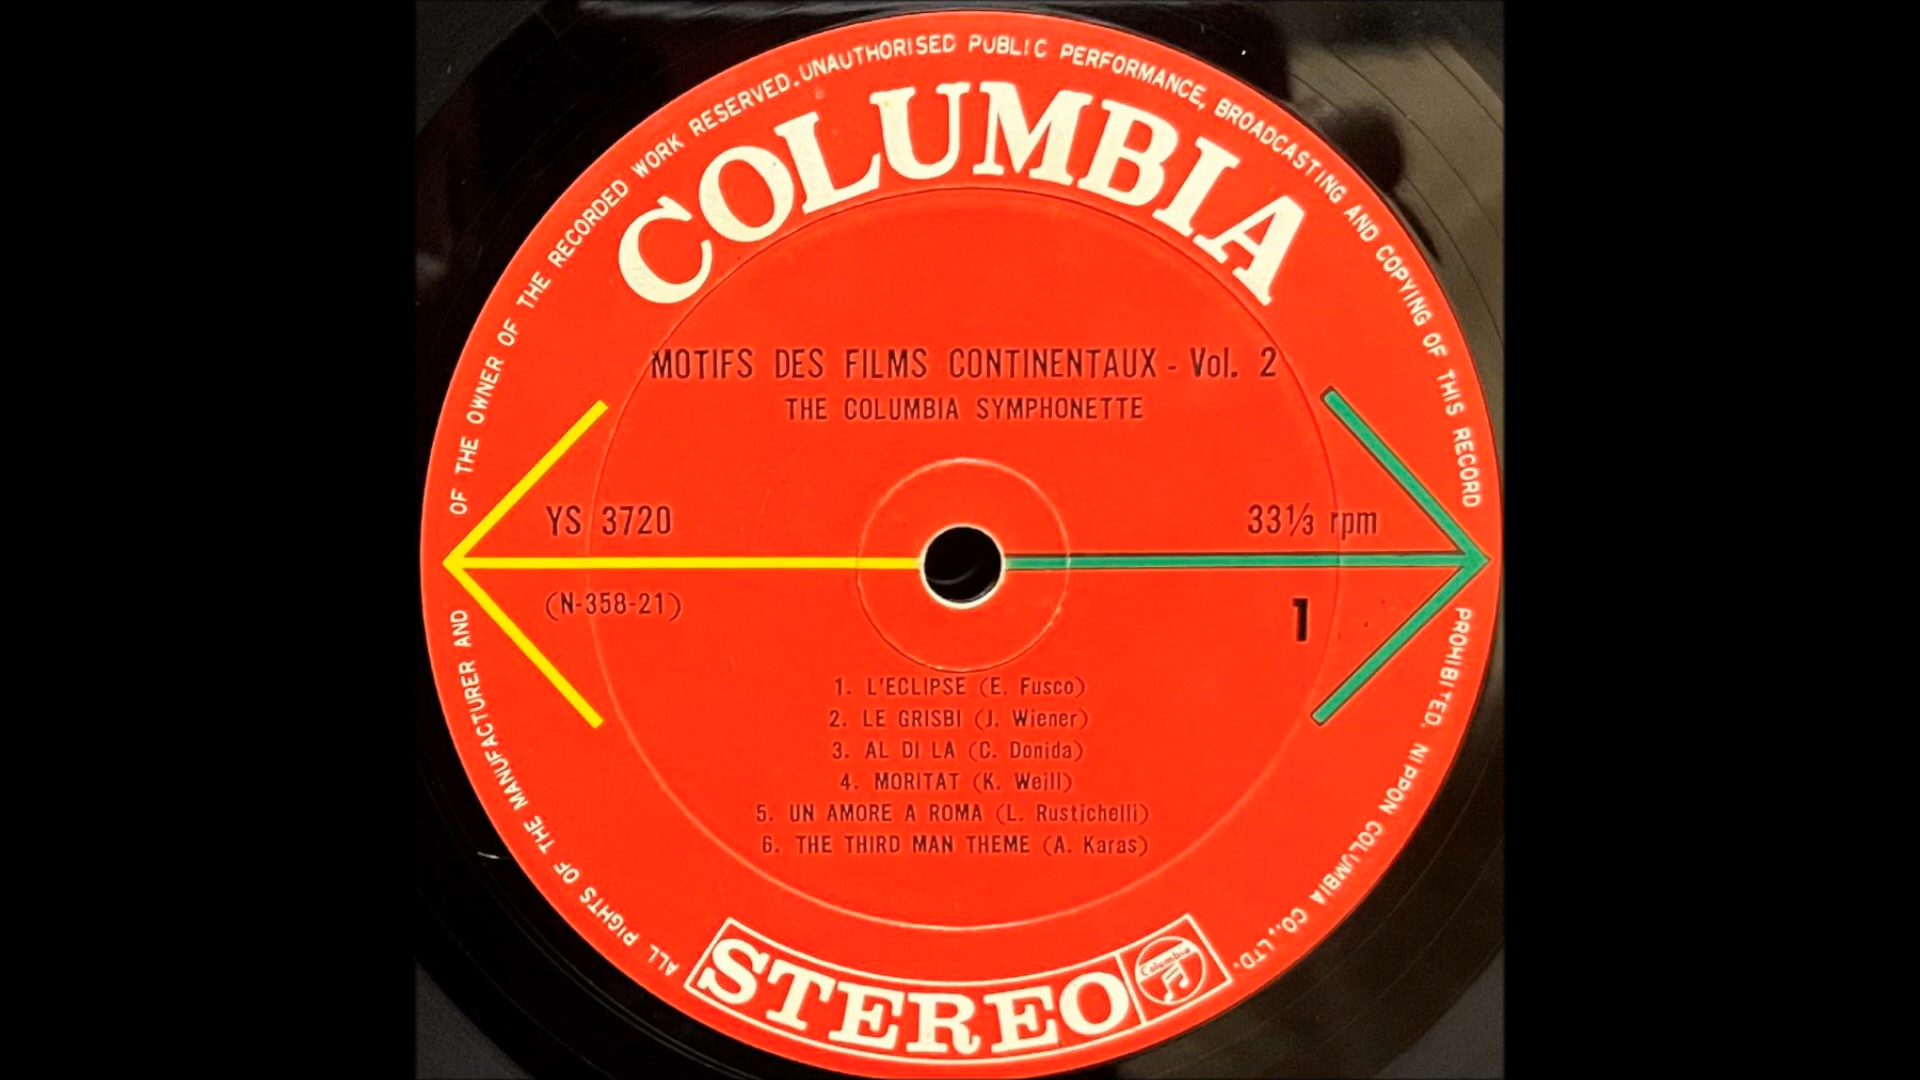 ALL RIGHTS OF THE MANUFACTURER AND OF THE OWNER OF THE RECORDED WORK RESERVED. UNAUTHORISED PUBLIC PERFORMANCE, BROADCASTING AND COPYING OF THIS RECORD PROHIBITED. NIPPON COLUMBIA CO., LTD.
COLUMBIA
MOTIFS DES FILMS CONTINENTAUX - Vol. 2
THE COLUMBIA SYMPHONETTE
YS 3720
33⅓ rpm
(N-358-21)
1
1. L'ECLIPSE (E. Fusco)
2. LE GRISBI (J. Wiener)
3. AL DI LA (C. Donida)
4. MORITAT (K. Weill)
5. UN AMORE A ROMA (L. Rustichelli)
6. THE THIRD MAN THEME (A. Karas)
STEREO
Columbia